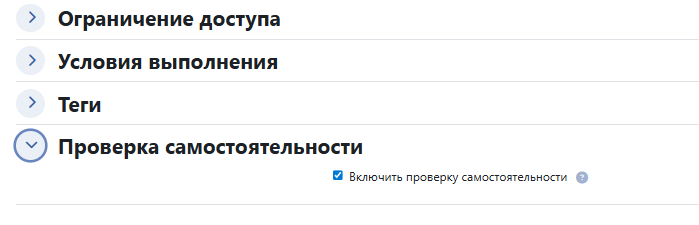 Ограничение доступа
Условия выполнения
Теги
Проверка самостоятельности
Включить проверку самостоятельности ?